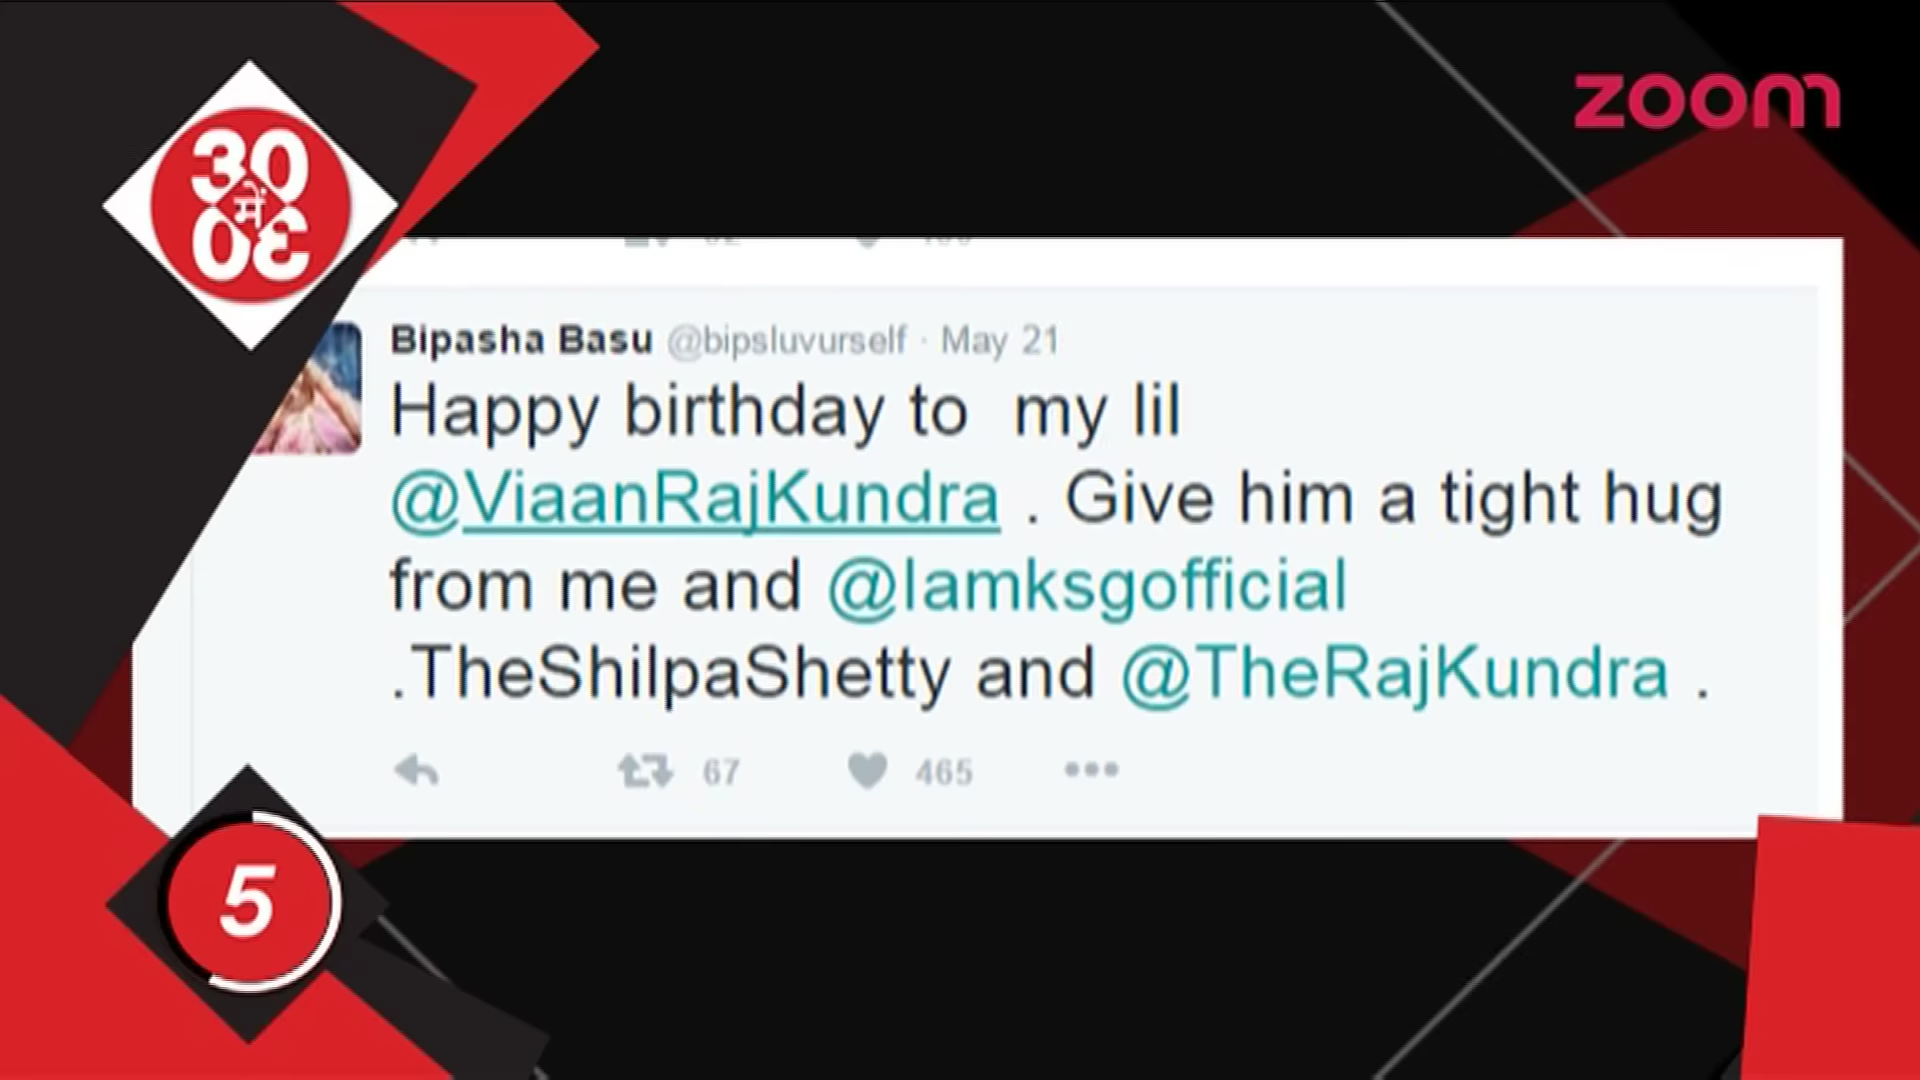 30
में
30
zoom
Bipasha Basu @bipsluvurself · May 21
Happy birthday to my lil
@ViaanRajKundra . Give him a tight hug
from me and @Iamksgofficial
.TheShilpaShetty and @TheRajKundra .
67 465
5